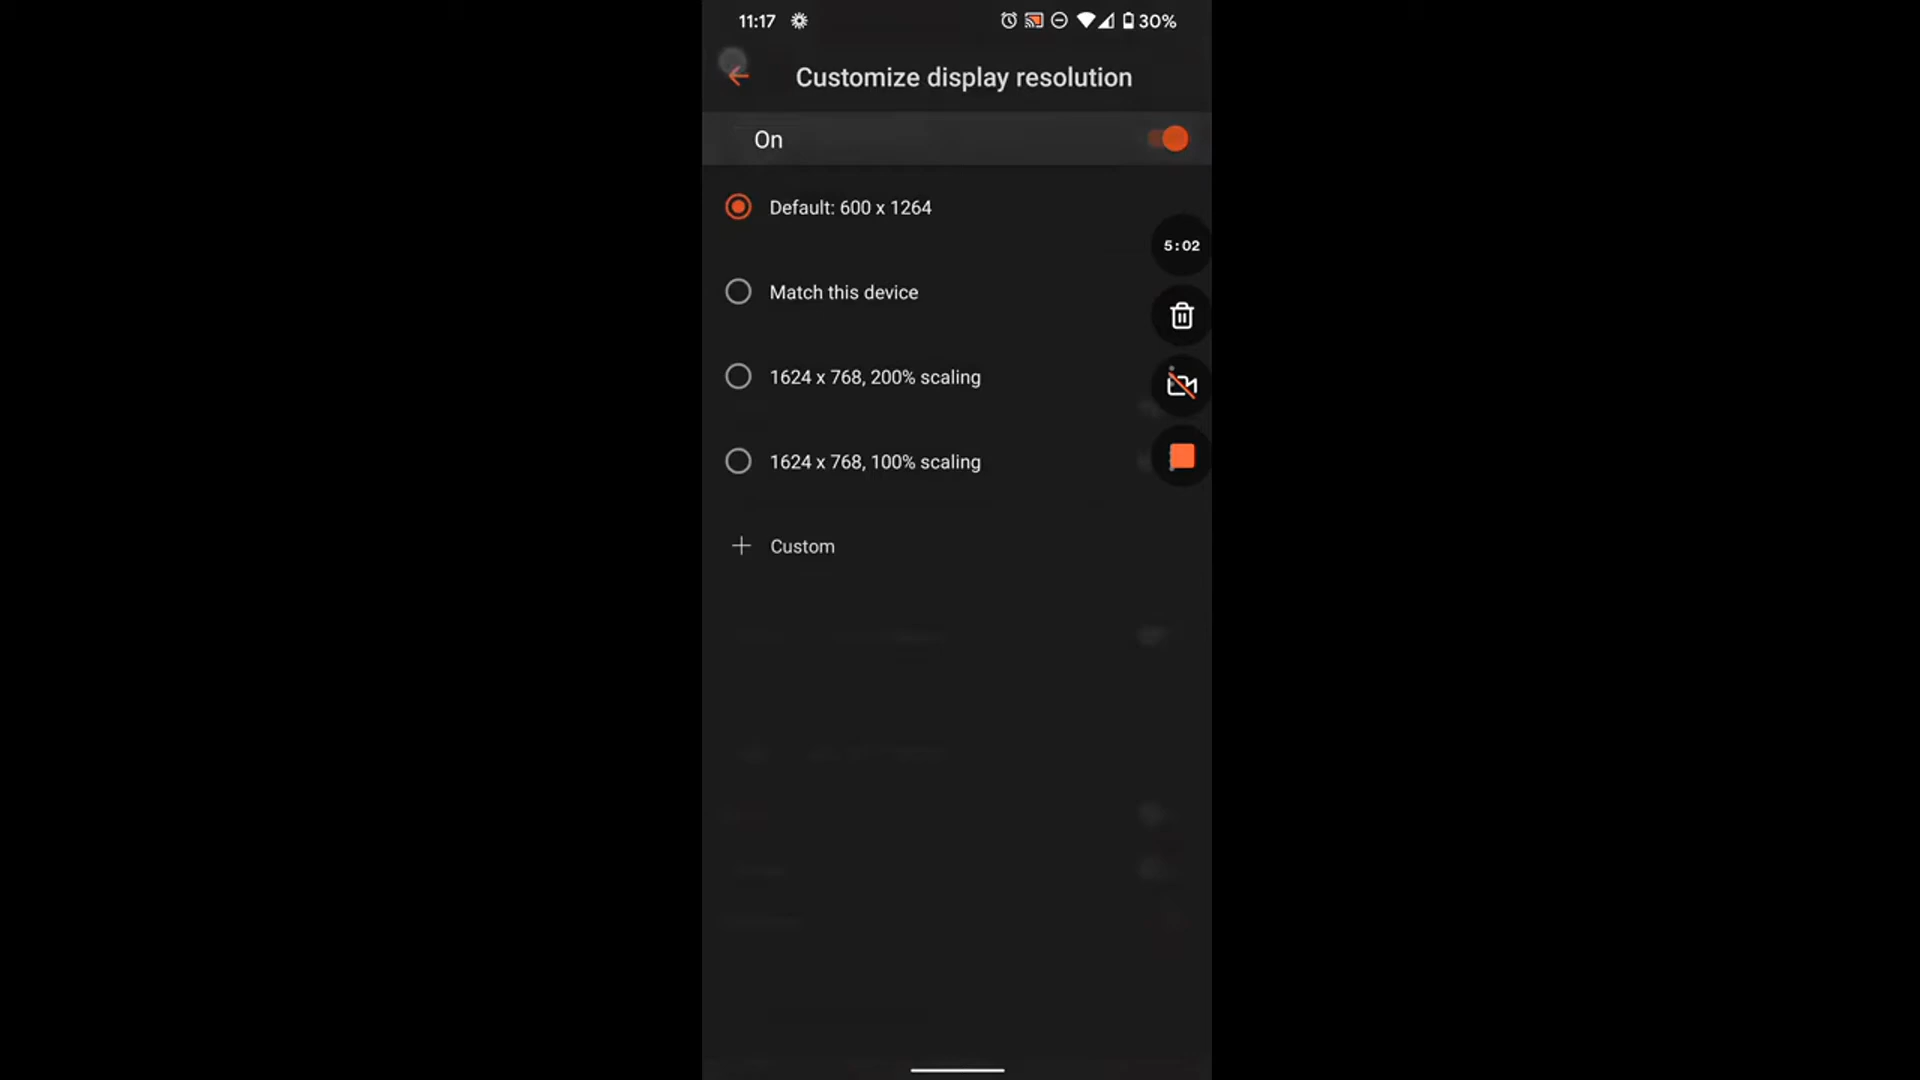 11:17
30%
Customize display resolution
On
Default: 600 x 1264
5:02
Match this device
1624 x 768, 200% scaling
1624 x 768, 100% scaling
Custom